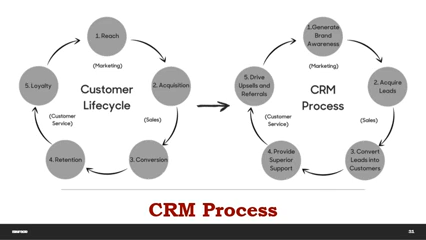 1. Reach
(Marketing)
2. Acquisition
(Sales)
3. Conversion
4. Retention
(Customer
Service)
5. Loyalty
Customer
Lifecycle
1.Generate
Brand
Awareness
(Marketing)
2. Acquire
Leads
(Sales)
3. Convert
Leads into
Customers
4. Provide
Superior
Support
(Customer
Service)
5. Drive
Upsells and
Referrals
CRM
Process
CRM Process
31